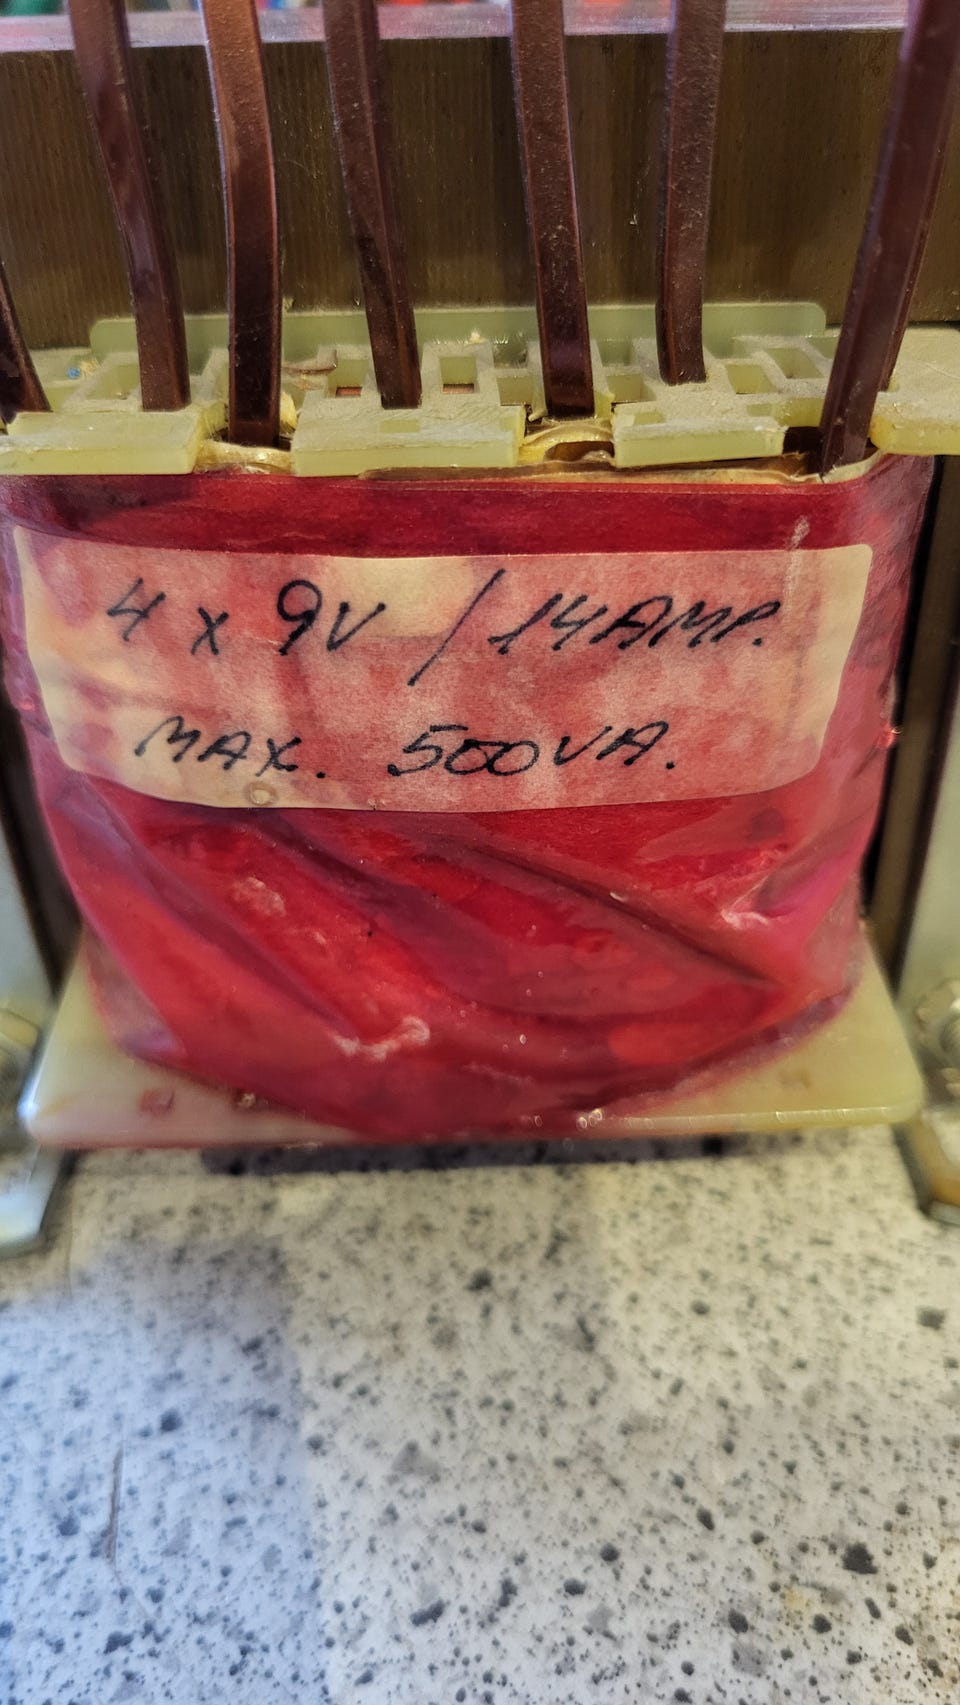 4 x 9V / 14AMP.
MAX. 500VA.